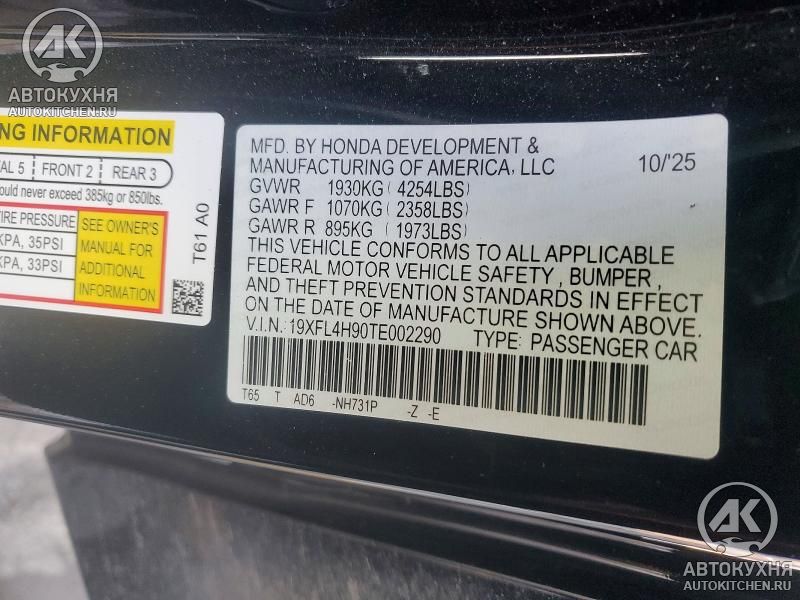 AK
АВТОКУХНЯ
AUTOKITCHEN.RU
NG INFORMATION
TAL 5 FRONT 2 REAR 3
ould never exceed 385kg or 850lbs.
IRE PRESSURE
KPA, 35PSI
KPA, 33PSI
SEE OWNER'S
MANUAL FOR
ADDITIONAL
INFORMATION
T61 A0
MFD. BY HONDA DEVELOPMENT &
MANUFACTURING OF AMERICA, LLC 10/'25
GVWR 1930KG (4254LBS)
GAWR F 1070KG (2358LBS)
GAWR R 895KG (1973LBS)
THIS VEHICLE CONFORMS TO ALL APPLICABLE
FEDERAL MOTOR VEHICLE SAFETY, BUMPER,
AND THEFT PREVENTION STANDARDS IN EFFECT
ON THE DATE OF MANUFACTURE SHOWN ABOVE.
V.I.N.: 19XFL4H90TE002290 TYPE: PASSENGER CAR
T65 T AD6 -NH731P -Z -E
AK
АВТОКУХНЯ
AUTOKITCHEN.RU